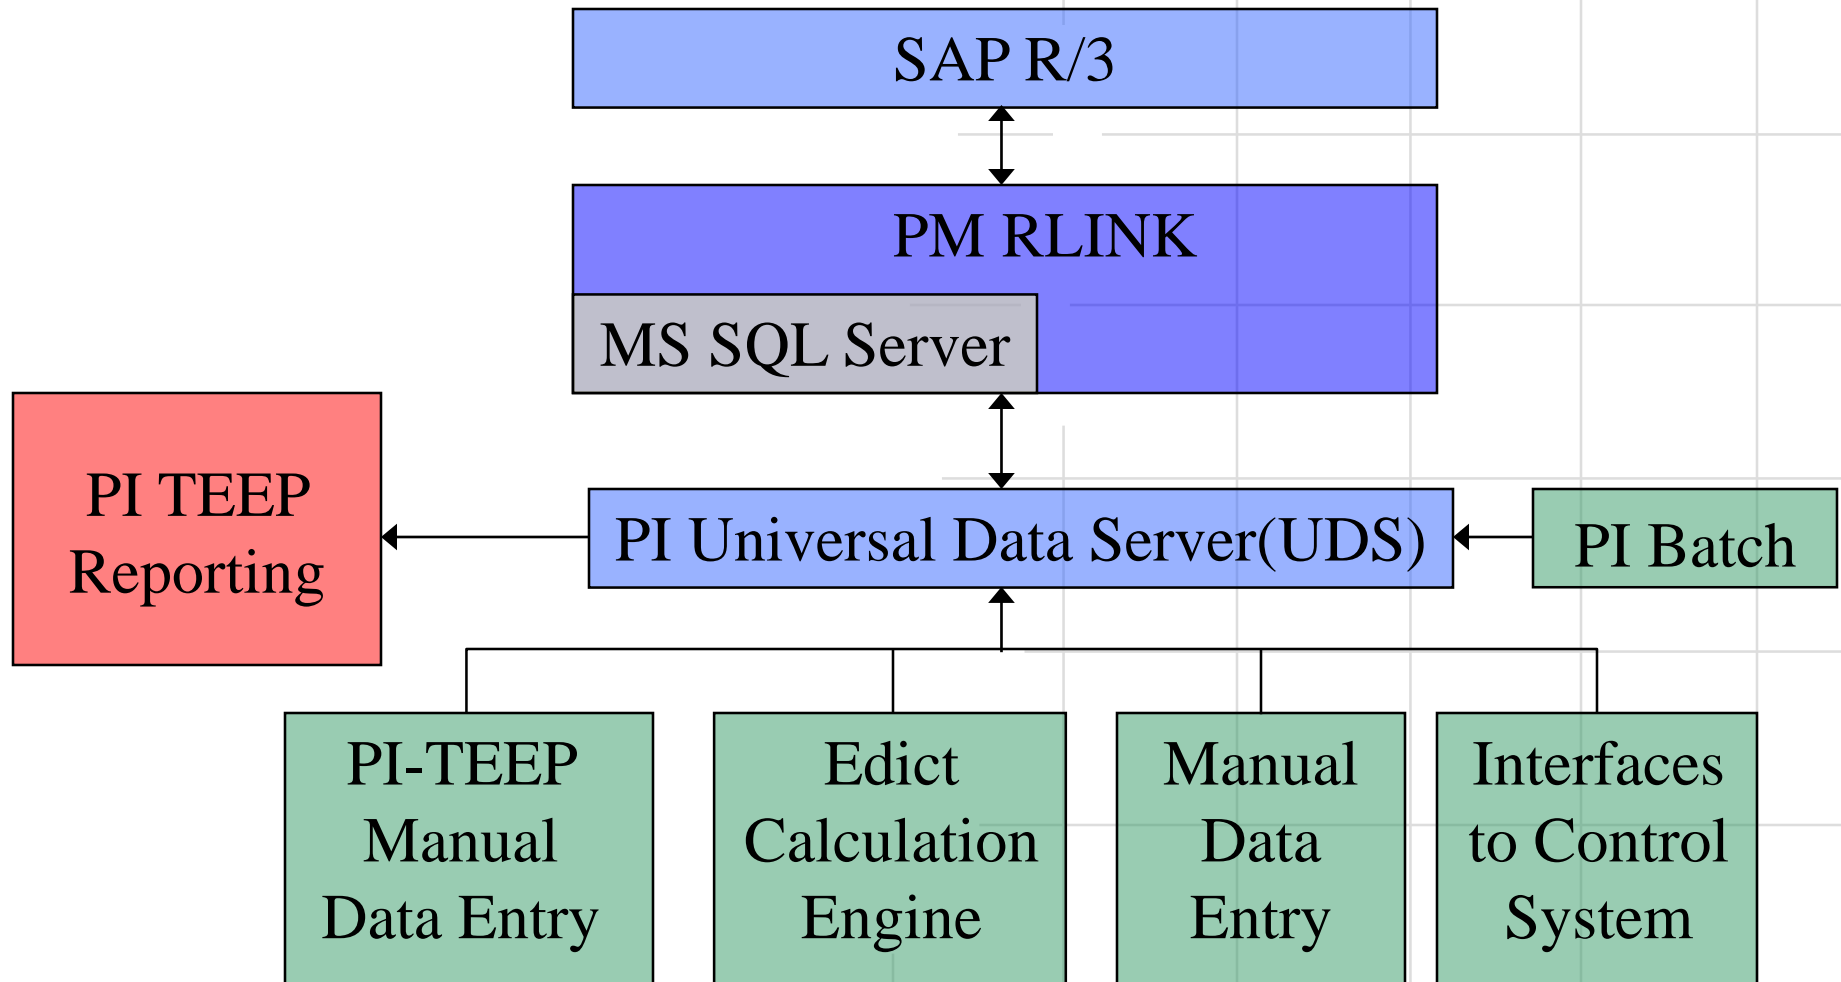 SAP R/3
PM RLINK
MS SQL Server
PI TEEP
Reporting
PI Universal Data Server(UDS)
PI Batch
PI-TEEP
Manual
Data Entry
Edict
Calculation
Engine
Manual
Data
Entry
Interfaces
to Control
System